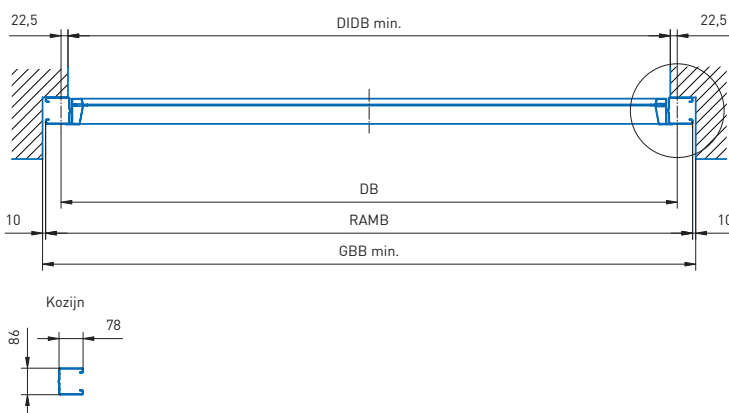 22,5
DIDB min.
22,5
DB
10
RAMB
10
GBB min.
Kozijn
78
86